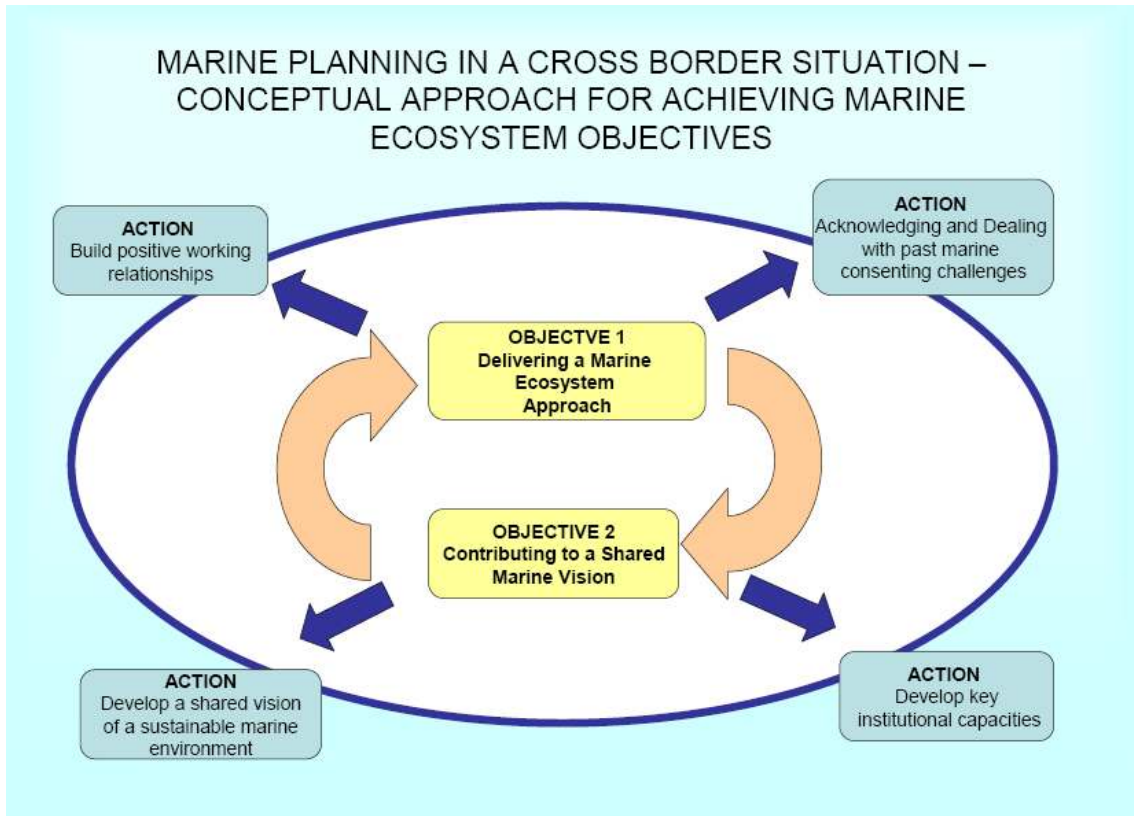 MARINE PLANNING IN A CROSS BORDER SITUATION –
CONCEPTUAL APPROACH FOR ACHIEVING MARINE
ECOSYSTEM OBJECTIVES
ACTION
Build positive working
relationships
ACTION
Acknowledging and Dealing
with past marine
consenting challenges
OBJECTVE 1
Delivering a Marine
Ecosystem
Approach
OBJECTIVE 2
Contributing to a Shared
Marine Vision
ACTION
Develop a shared vision
of a sustainable marine
environment
ACTION
Develop key
institutional capacities